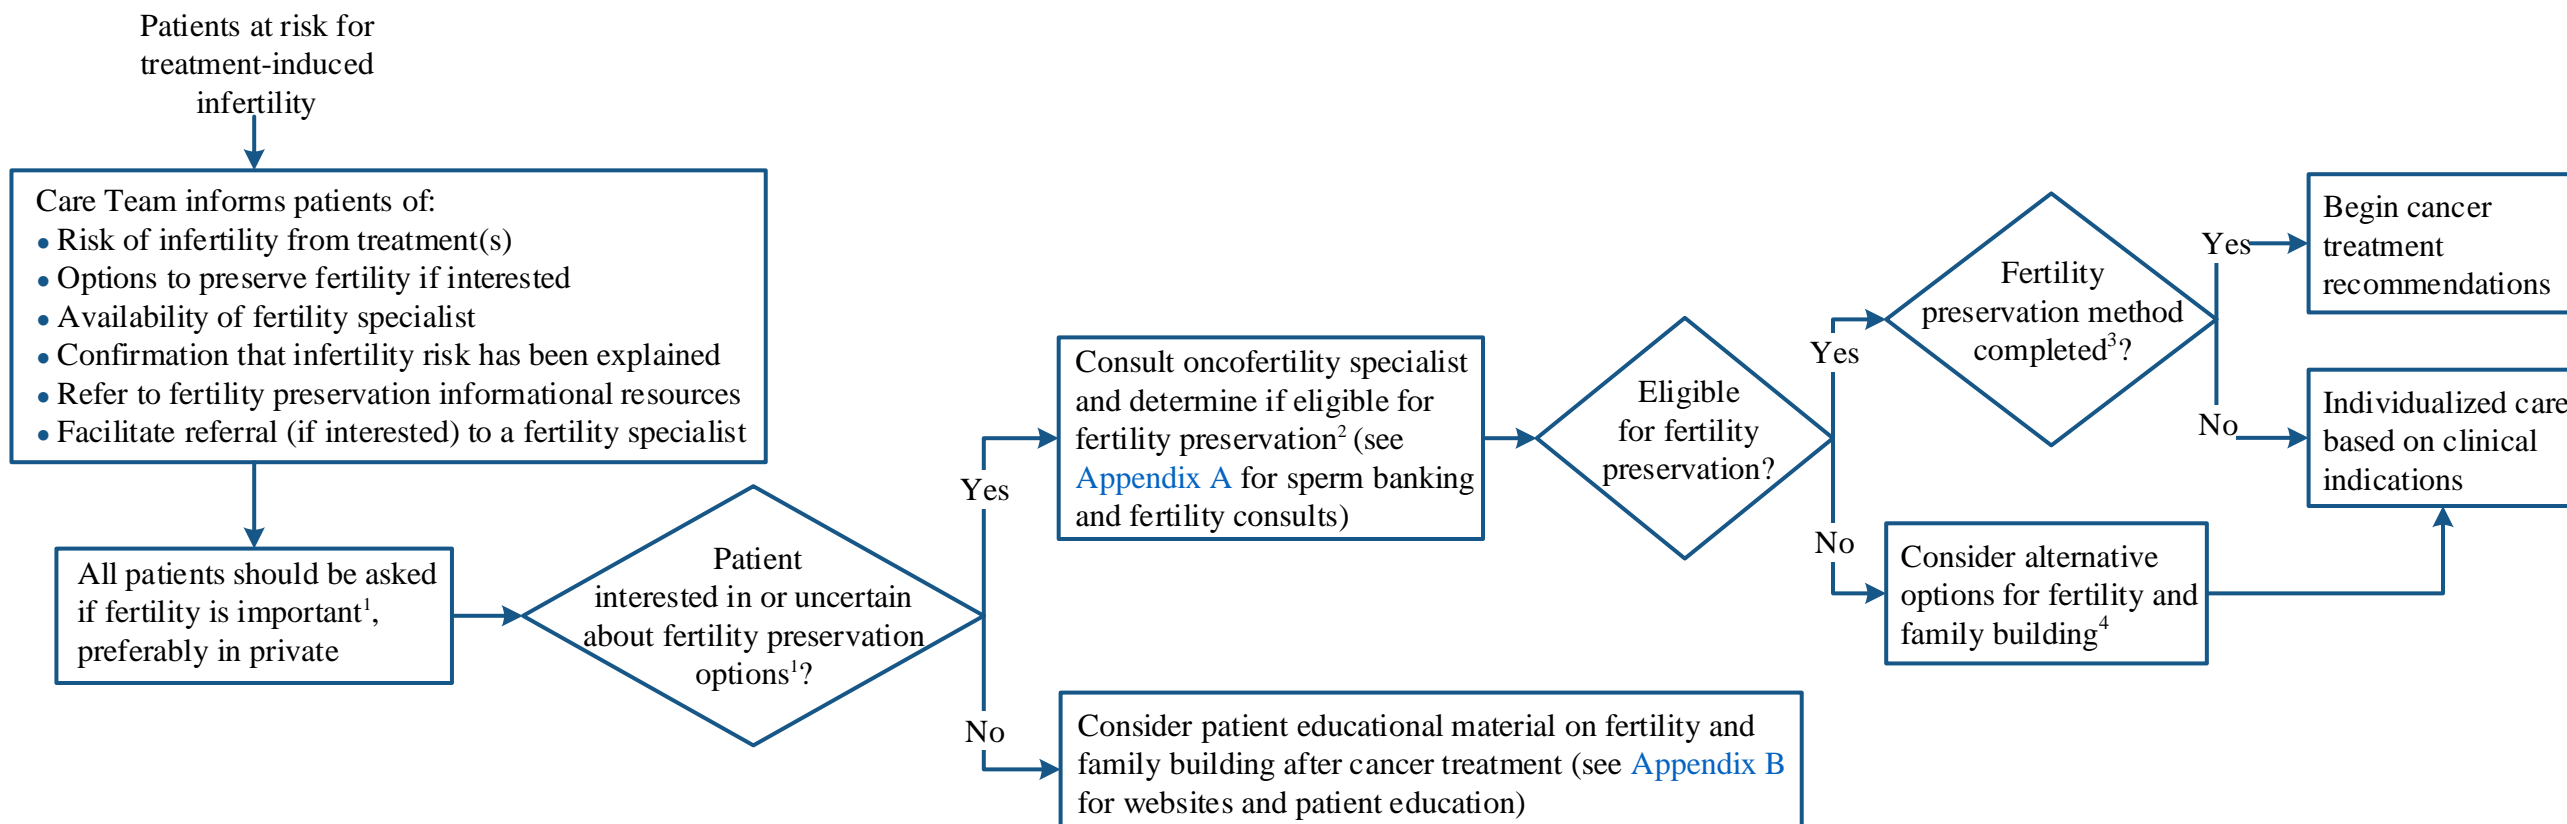 Patients at risk for
treatment-induced
infertility
Care Team informs patients of:
● Risk of infertility from treatment(s)
● Options to preserve fertility if interested
● Availability of fertility specialist
● Confirmation that infertility risk has been explained
● Refer to fertility preservation informational resources
● Facilitate referral (if interested) to a fertility specialist
All patients should be asked
if fertility is important¹,
preferably in private
Patient
interested in or uncertain
about fertility preservation
options¹?
Yes
No
Consult oncofertility specialist
and determine if eligible for
fertility preservation² (see
Appendix A for sperm banking
and fertility consults)
Consider patient educational material on fertility and
family building after cancer treatment (see Appendix B
for websites and patient education)
Eligible
for fertility
preservation?
Yes
No
Fertility
preservation method
completed³?
Consider alternative
options for fertility and
family building⁴
Yes
No
Begin cancer
treatment
recommendations
Individualized care
based on clinical
indications